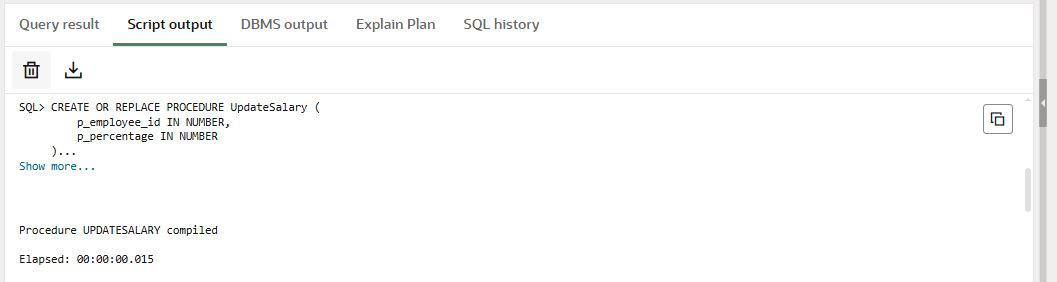 Query result Script output DBMS output Explain Plan SQL history
SQL> CREATE OR REPLACE PROCEDURE UpdateSalary (
p_employee_id IN NUMBER,
p_percentage IN NUMBER
)...
Show more...
Procedure UPDATESALARY compiled
Elapsed: 00:00:00.015